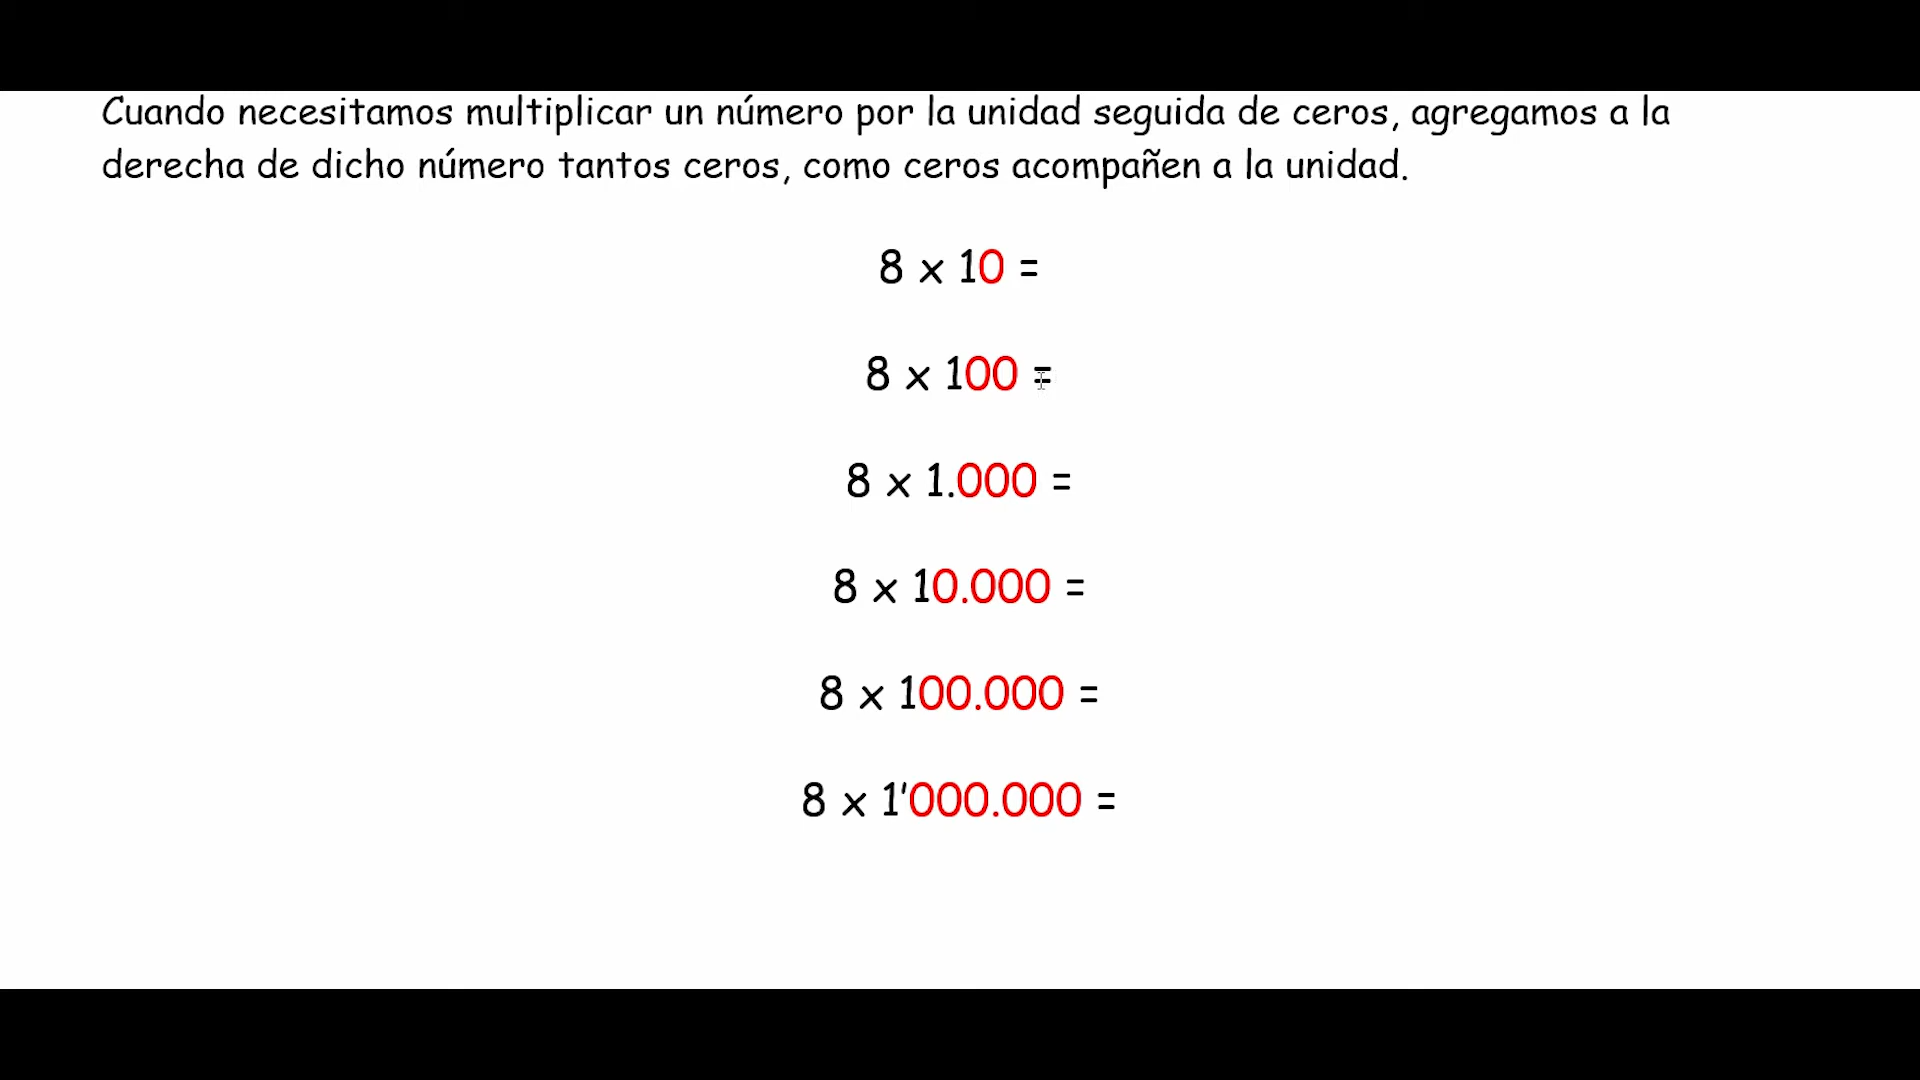 Cuando necesitamos multiplicar un número por la unidad seguida de ceros, agregamos a la
derecha de dicho número tantos ceros, como ceros acompañen a la unidad.
8 x 10 =
8 x 100 =
8 x 1.000 =
8 x 10.000 =
8 x 100.000 =
8 x 1'000.000 =